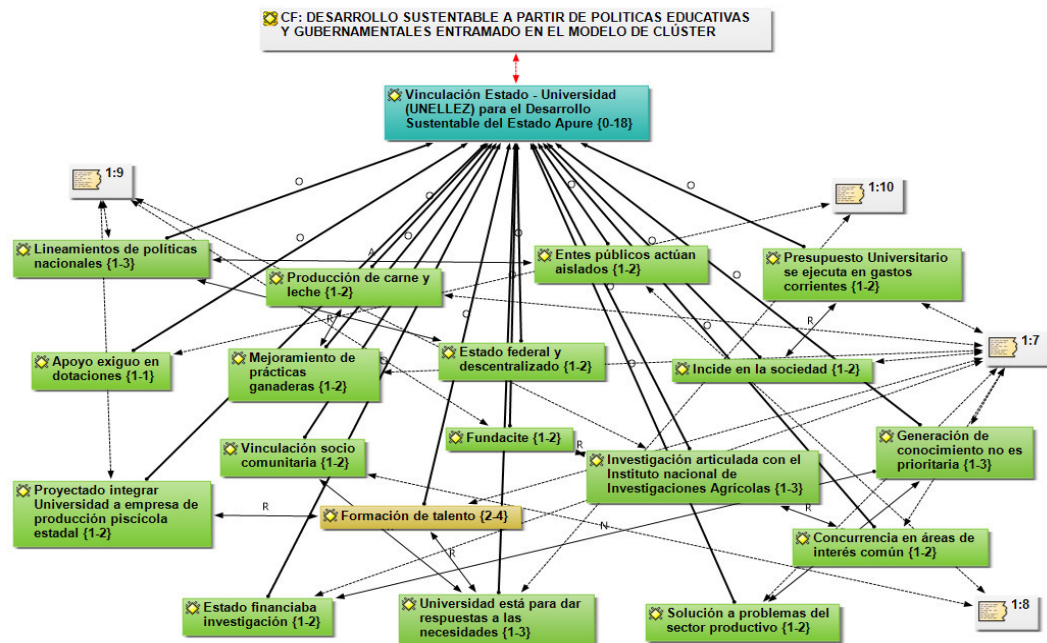 CF: DESARROLLO SUSTENTABLE A PARTIR DE POLITICAS EDUCATIVAS
Y GUBERNAMENTALES ENTRAMADO EN EL MODELO DE CLÚSTER
Vinculación Estado - Universidad
(UNELLEZ) para el Desarrollo
Sustentable del Estado Apure {0-18}
1:9
1:10
O
O
O
O
O
O
O
O
O
O
Lineamientos de políticas
nacionales {1-3}
A
Entes públicos actúan
aislados {1-2}
Presupuesto Universitario
se ejecuta en gastos
corrientes {1-2}
Producción de carne y
leche {1-2}
R
O
O
R
1:7
Apoyo exiguo en
dotaciones {1-1}
Mejoramiento de
prácticas
ganaderas {1-2}
Estado federal y
descentralizado {1-2}
Incide en la sociedad {1-2}
Vinculación socio
comunitaria {1-2}
Fundacite {1-2}
R
Investigación articulada con el
Instituto nacional de
Investigaciones Agrícolas {1-3}
Generación de
conocimiento no es
prioritaria {1-3}
Proyectado integrar
Universidad a empresa de
producción piscícola
estadal {1-2}
R
Formación de talento {2-4}
R
N
R
Concurrencia en áreas de
interés común {1-2}
Estado financiaba
investigación {1-2}
Universidad está para dar
respuestas a las
necesidades {1-3}
Solución a problemas del
sector productivo {1-2}
1:8